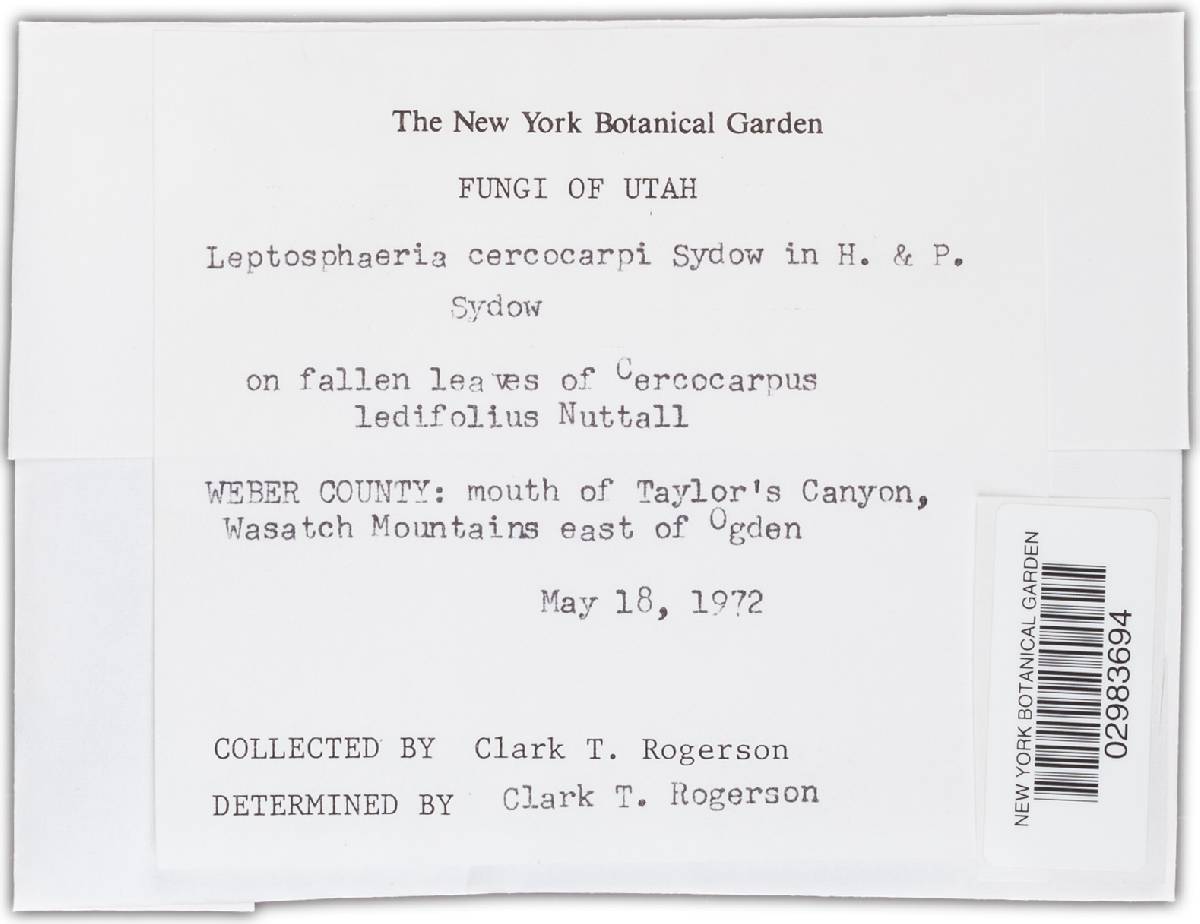 The New York Botanical Garden
FUNGI OF UTAH
Leptosphaeria cercocarpi Sydow in H. & P.
Sydow
on fallen leaves of Cercocarpus
ledifolius Nuttall
WEBER COUNTY: mouth of Taylor's Canyon,
Wasatch Mountains east of Ogden
May 18, 1972
COLLECTED BY Clark T. Rogerson
DETERMINED BY Clark T. Rogerson
NEW YORK BOTANICAL GARDEN
02983694